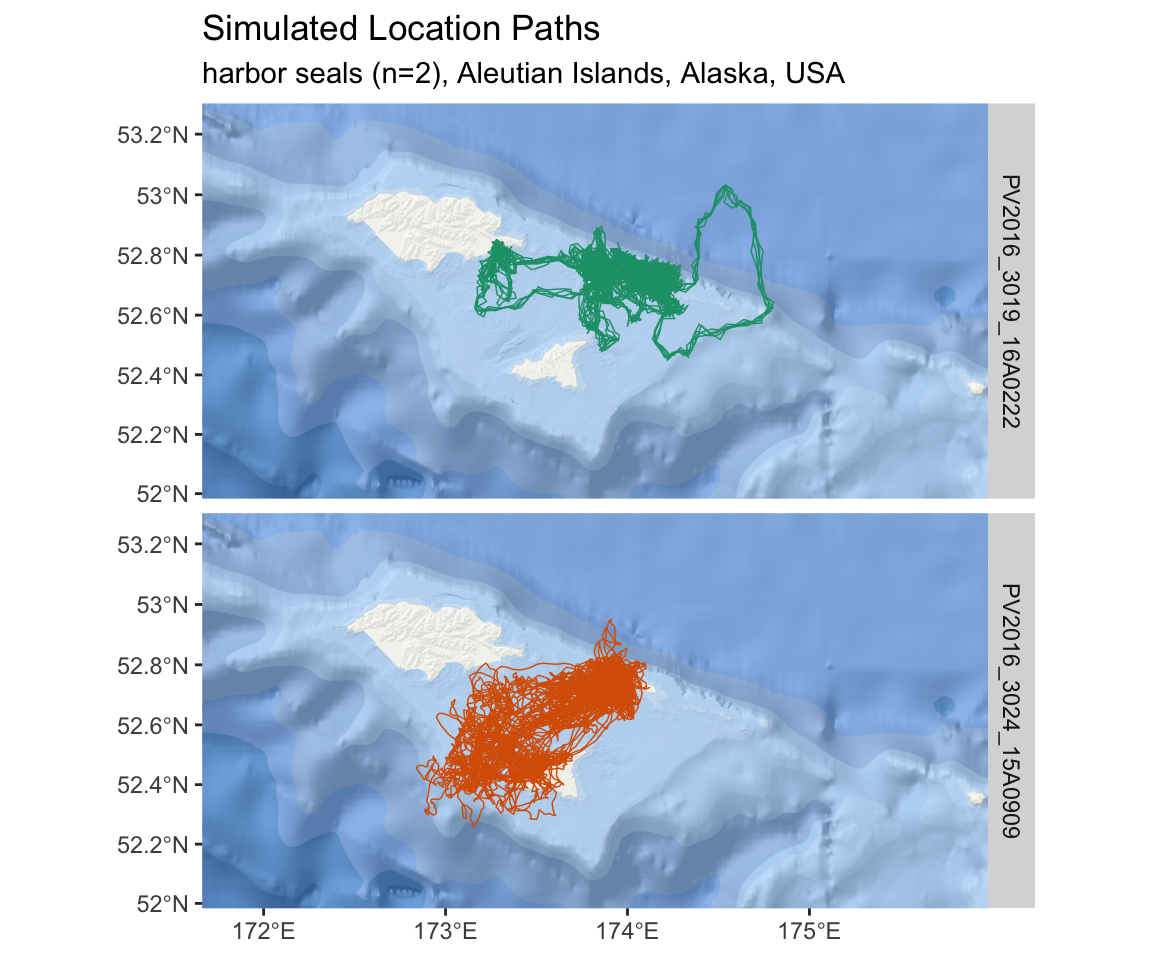 Simulated Location Paths
harbor seals (n=2), Aleutian Islands, Alaska, USA
53.2°N
53°N
52.8°N
52.6°N
52.4°N
52.2°N
52°N
PV2016_3019_16A0222
53.2°N
53°N
52.8°N
52.6°N
52.4°N
52.2°N
52°N
PV2016_3024_15A0909
172°E
173°E
174°E
175°E